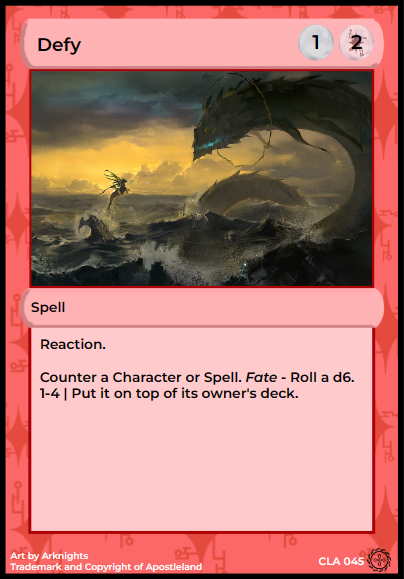 Defy 1 2
Spell
Reaction.
Counter a Character or Spell. Fate - Roll a d6.
1-4 | Put it on top of its owner's deck.
Art by Arknights
Trademark and Copyright of Apostleland
CLA 045